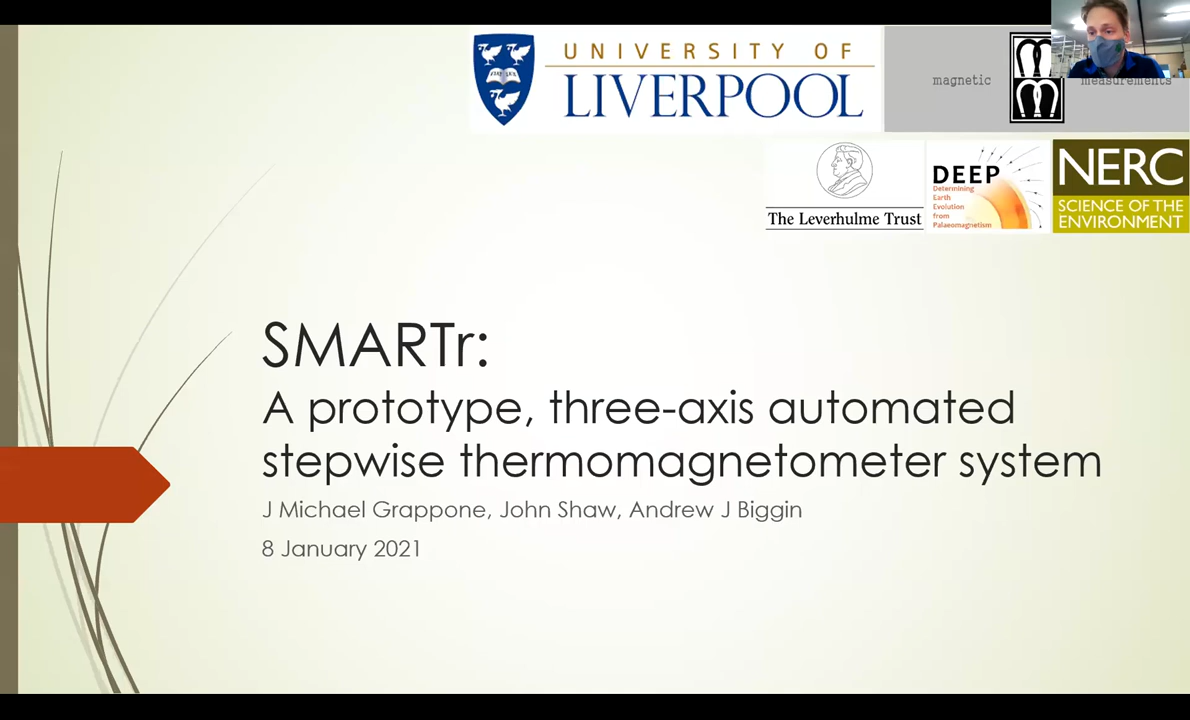 UNIVERSITY OF
LIVERPOOL
magnetic measurements
The Leverhulme Trust
DEEP
Determining
Earth
Evolution
from
Palaeomagnetism
NERC
SCIENCE OF THE
ENVIRONMENT
SMARTr:
A prototype, three-axis automated
stepwise thermomagnetometer system
J Michael Grappone, John Shaw, Andrew J Biggin
8 January 2021